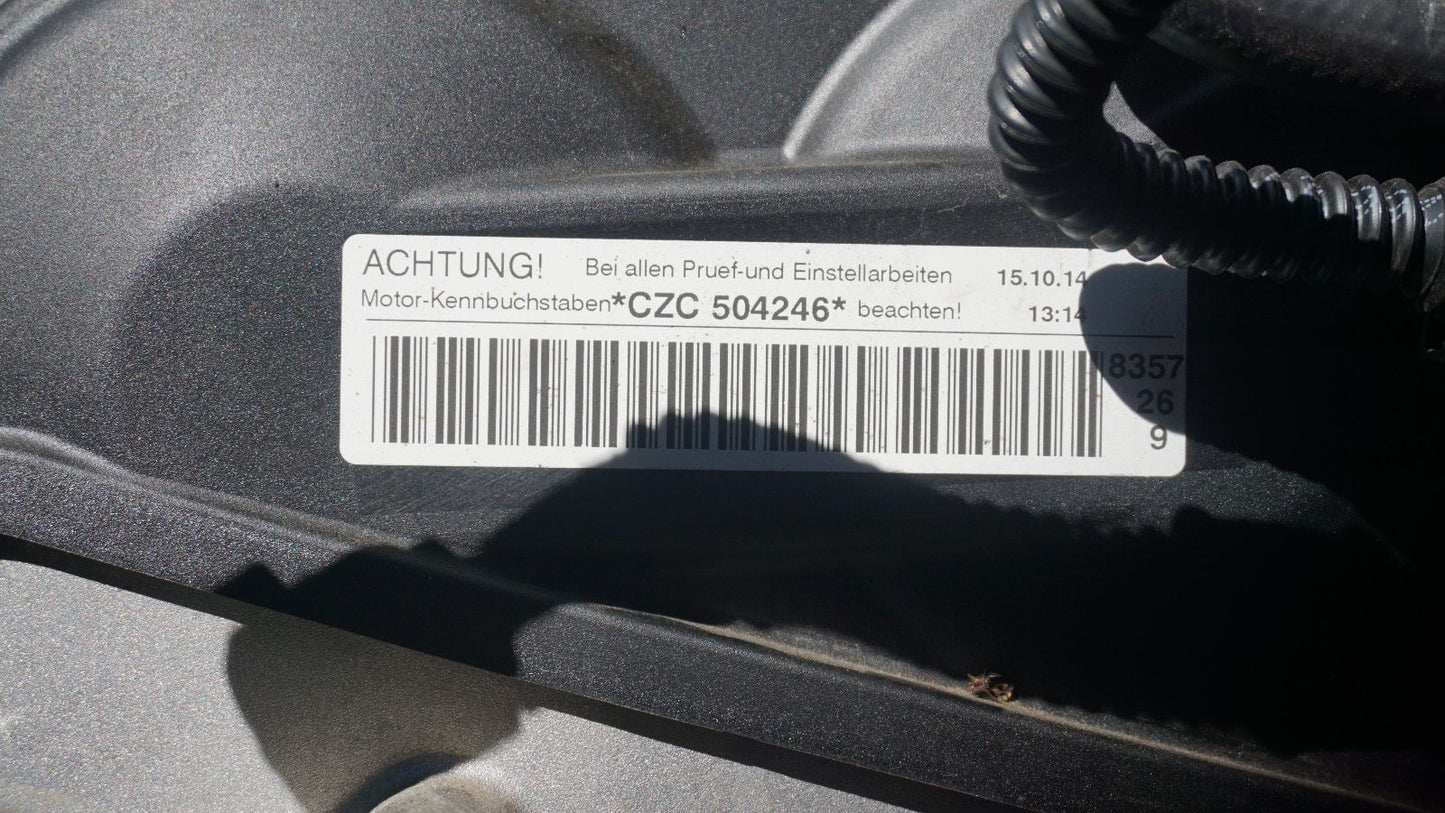 ACHTUNG! Bei allen Pruef-und Einstellarbeiten 15.10.14
Motor-Kennbuchstaben*CZC 504246* beachten! 13:14
8357
26
9